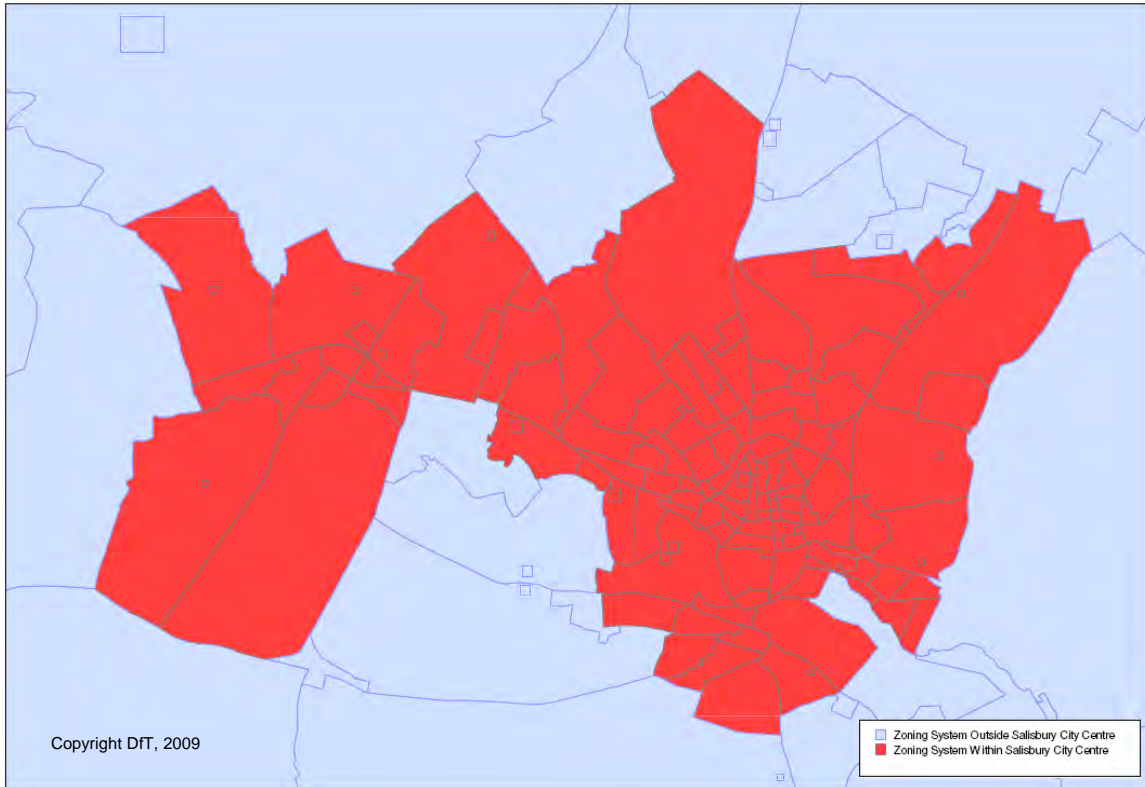 Copyright DfT, 2009
Zoning System Outside Salisbury City Centre
Zoning System Within Salisbury City Centre